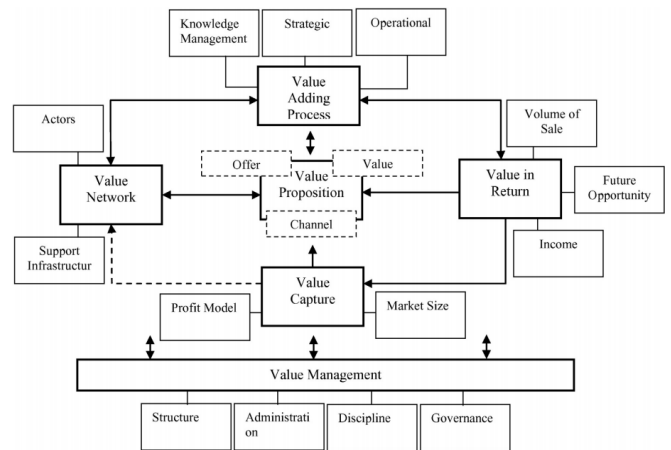 Knowledge
Management
Strategic
Operational
Value
Adding
Process
Actors
Volume of
Sale
Offer
Value
Value
Network
Value
Proposition
Value in
Return
Future
Opportunity
Channel
Support
Infrastructur
Income
Value
Capture
Profit Model
Market Size
Value Management
Structure
Administrati
on
Discipline
Governance